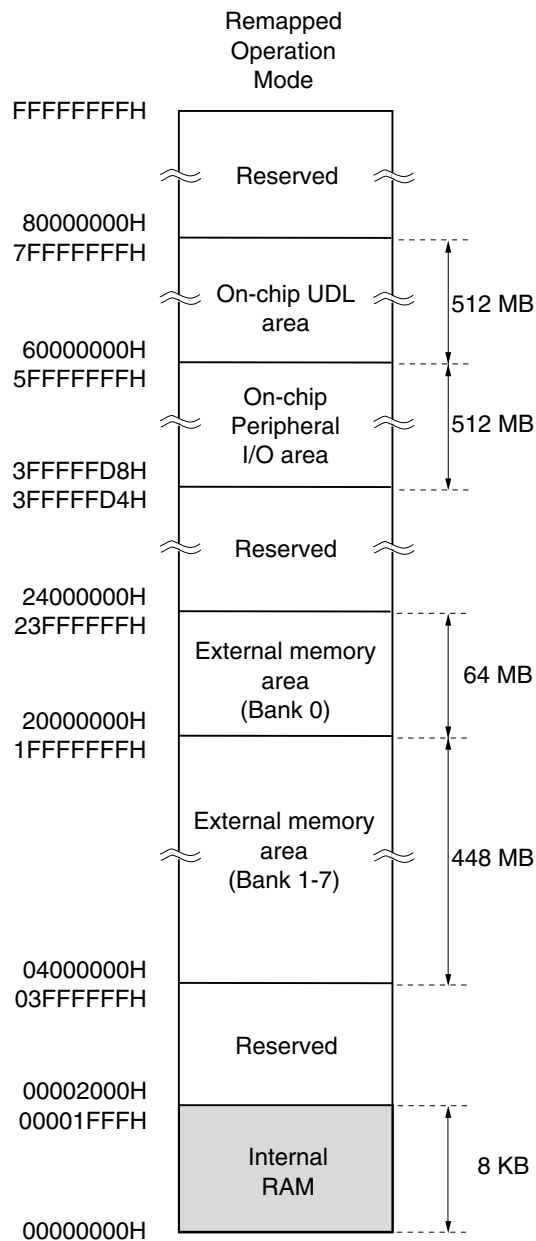 Remapped
Operation
Mode
FFFFFFFFH
Reserved
80000000H
7FFFFFFFH
On-chip UDL
area
512 MB
60000000H
5FFFFFFFH
On-chip
Peripheral
I/O area
512 MB
3FFFFFD8H
3FFFFFD4H
Reserved
24000000H
23FFFFFFH
External memory
area
(Bank 0)
64 MB
20000000H
1FFFFFFFH
External memory
area
(Bank 1-7)
448 MB
04000000H
03FFFFFFH
Reserved
00002000H
00001FFFH
Internal
RAM
8 KB
00000000H